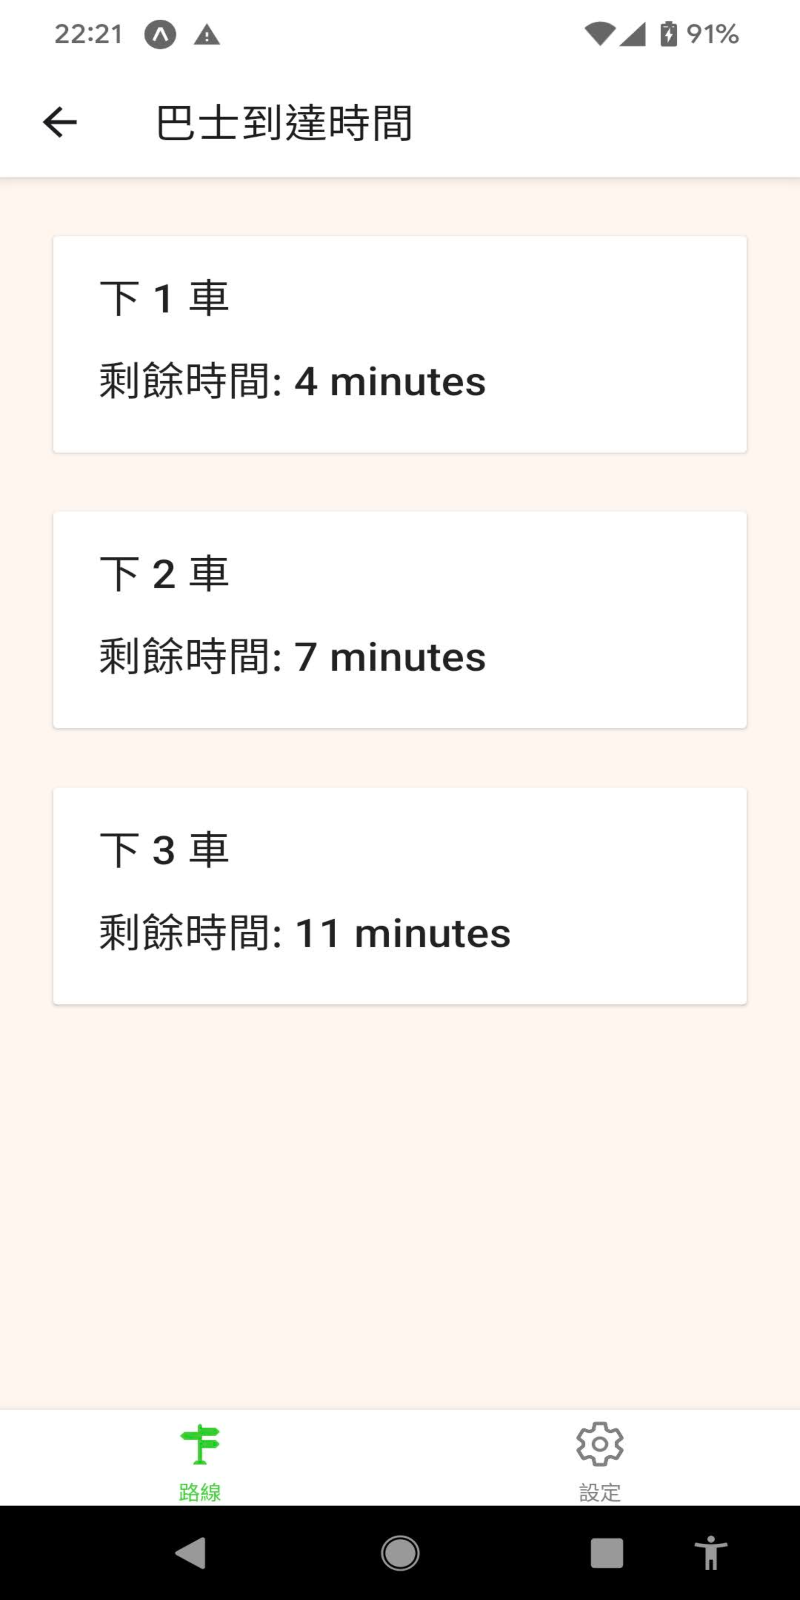 22:21
91%
巴士到達時間
下 1 車
剩餘時間: 4 minutes
下 2 車
剩餘時間: 7 minutes
下 3 車
剩餘時間: 11 minutes
路線
設定